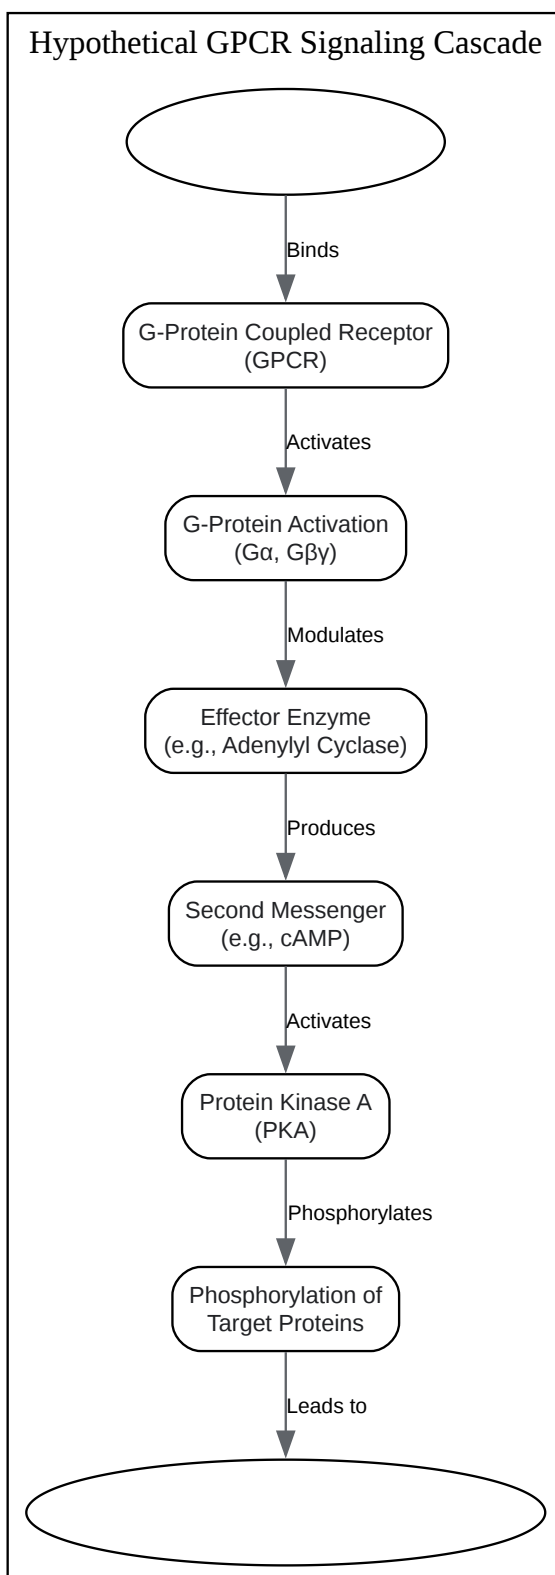 Hypothetical GPCR Signaling Cascade
Binds
G-Protein Coupled Receptor
(GPCR)
Activates
G-Protein Activation
(Gα, Gβγ)
Modulates
Effector Enzyme
(e.g., Adenylyl Cyclase)
Produces
Second Messenger
(e.g., cAMP)
Activates
Protein Kinase A
(PKA)
Phosphorylates
Phosphorylation of
Target Proteins
Leads to